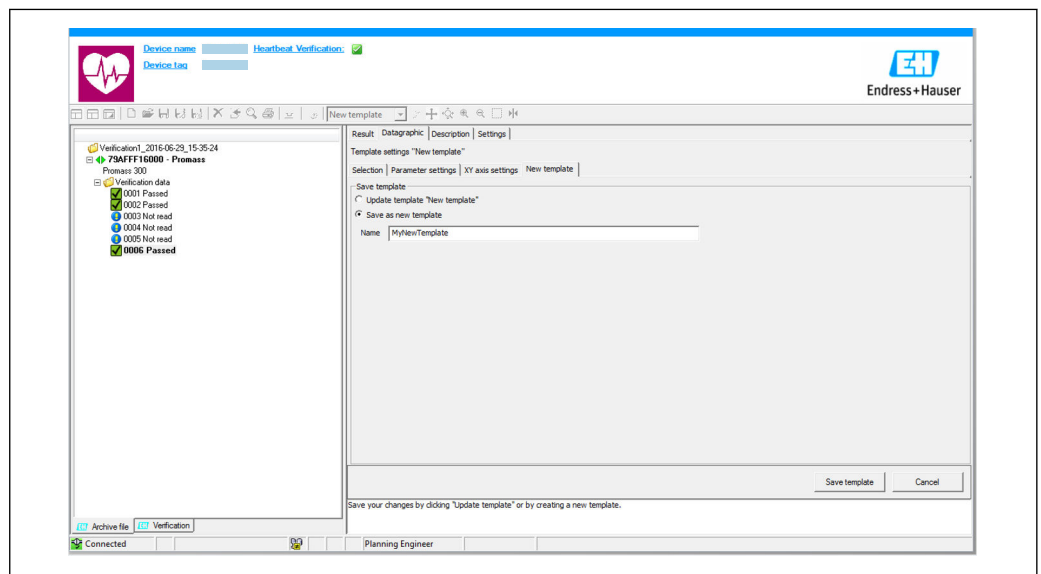 Device name Heartbeat Verification:
Device tag
EH
Endress+Hauser
New template
Result Datagraphic Description Settings
Template settings "New template"
Selection Parameter settings XY axis settings New template
Save template
Update template "New template"
Save as new template
Name MyNewTemplate
Verification1_2016-06-29_15-35-24
79AFFF16000 - Promass
Promass 300
Verification data
0001 Passed
0002 Passed
0003 Not read
0004 Not read
0005 Not read
0006 Passed
Save template Cancel
Save your changes by clicking "Update template" or by creating a new template.
EH Archive file EH Verification
Connected Planning Engineer